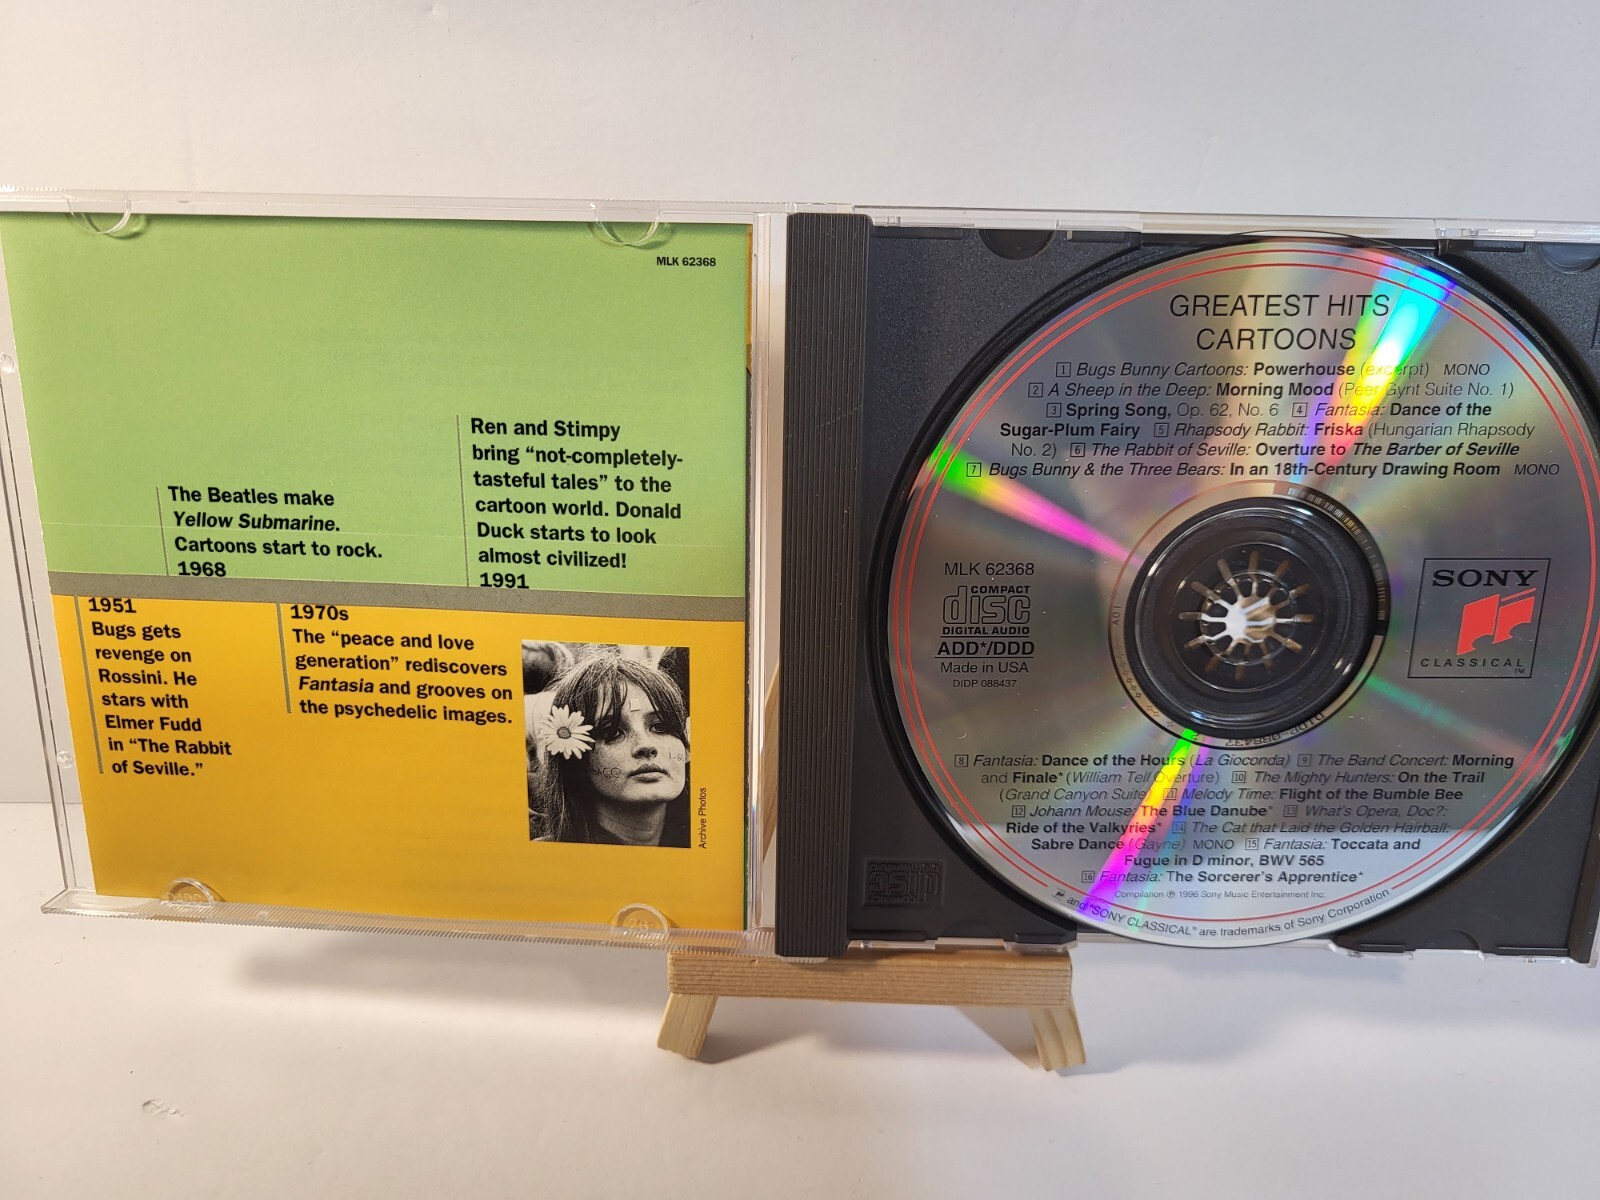 MLK 62368
Ren and Stimpy
bring “not-completely-
tasteful tales” to the
cartoon world. Donald
Duck starts to look
almost civilized!
1991
The Beatles make
Yellow Submarine.
Cartoons start to rock.
1968
1951
Bugs gets
revenge on
Rossini. He
stars with
Elmer Fudd
in “The Rabbit
of Seville.”
1970s
The “peace and love
generation” rediscovers
Fantasia and grooves on
the psychedelic images.
Archive Photos
GREATEST HITS
CARTOONS
1 Bugs Bunny Cartoons: Powerhouse (excerpt) MONO
2 A Sheep in the Deep: Morning Mood (Peer Gynt Suite No. 1)
3 Spring Song, Op. 62, No. 6 4 Fantasia: Dance of the
Sugar-Plum Fairy 5 Rhapsody Rabbit: Friska (Hungarian Rhapsody
No. 2) 6 The Rabbit of Seville: Overture to The Barber of Seville
7 Bugs Bunny & the Three Bears: In an 18th-Century Drawing Room MONO
MLK 62368
COMPACT
disc
DIGITAL AUDIO
ADD*/DDD
Made in USA
DIDP 088437
SONY
CLASSICAL
8 Fantasia: Dance of the Hours (La Gioconda) 9 The Band Concert: Morning
and Finale* (William Tell Overture) 10 The Mighty Hunters: On the Trail
(Grand Canyon Suite) 11 Melody Time: Flight of the Bumble Bee
12 Johann Mouse: The Blue Danube* 13 What's Opera, Doc?:
Ride of the Valkyries* 14 The Cat that Laid the Golden Hairball:
Sabre Dance (Gayne) MONO 15 Fantasia: Toccata and
Fugue in D minor, BWV 565
16 Fantasia: The Sorcerer's Apprentice*
Compilation ℗ 1996 Sony Music Entertainment Inc.
and "SONY CLASSICAL" are trademarks of Sony Corporation